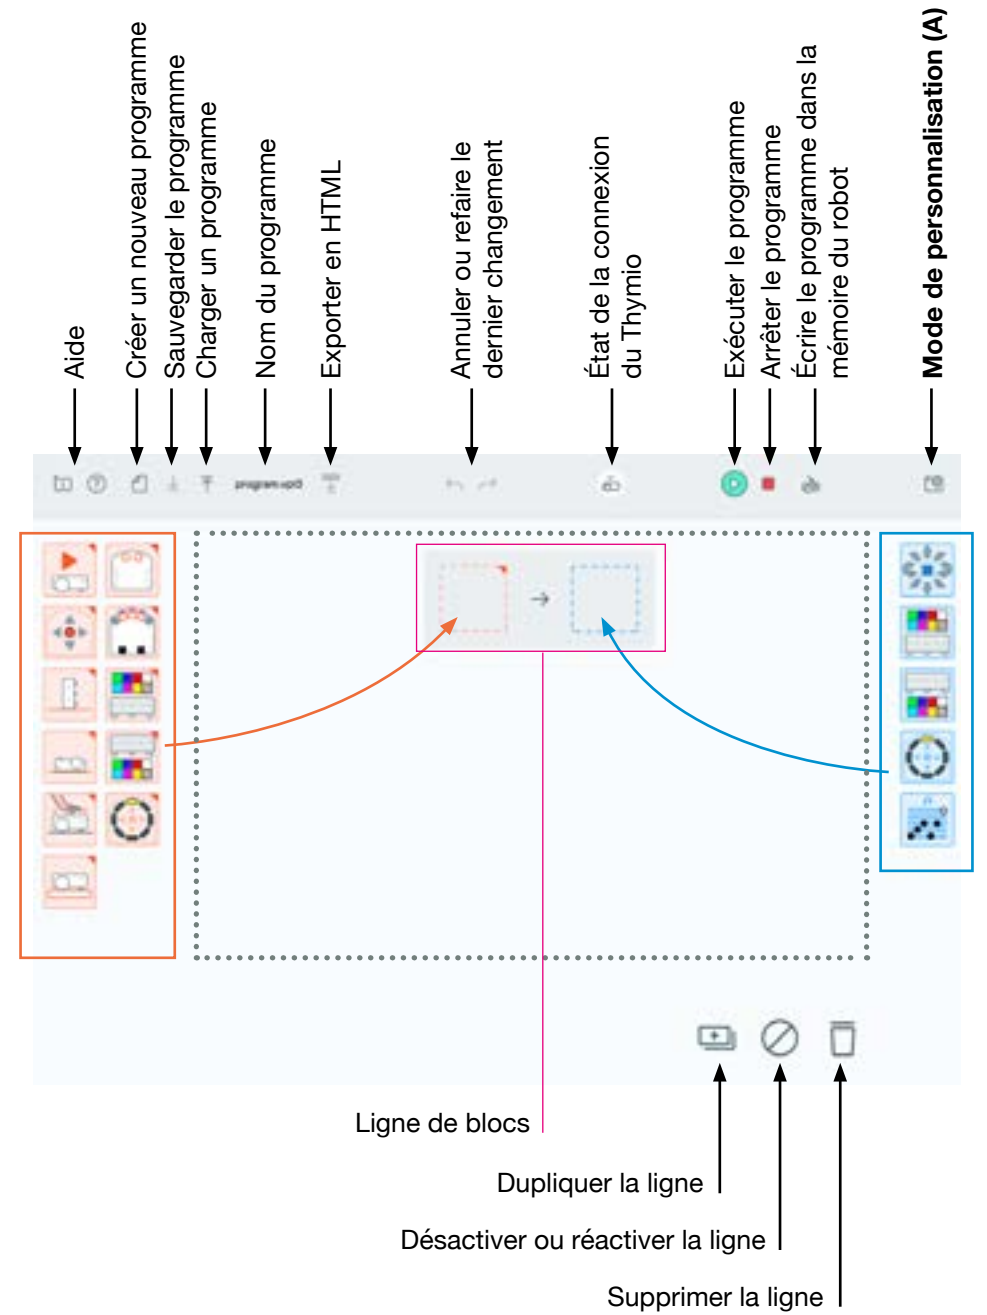 Aide
Créer un nouveau programme
Sauvegarder le programme
Charger un programme
Nom du programme
Exporter en HTML
Annuler ou refaire le
dernier changement
État de la connexion
du Thymio
Exécuter le programme
Arrêter le programme
Écrire le programme dans la
mémoire du robot
Mode de personnalisation (A)
program.vpl3
Ligne de blocs
Dupliquer la ligne
Désactiver ou réactiver la ligne
Supprimer la ligne